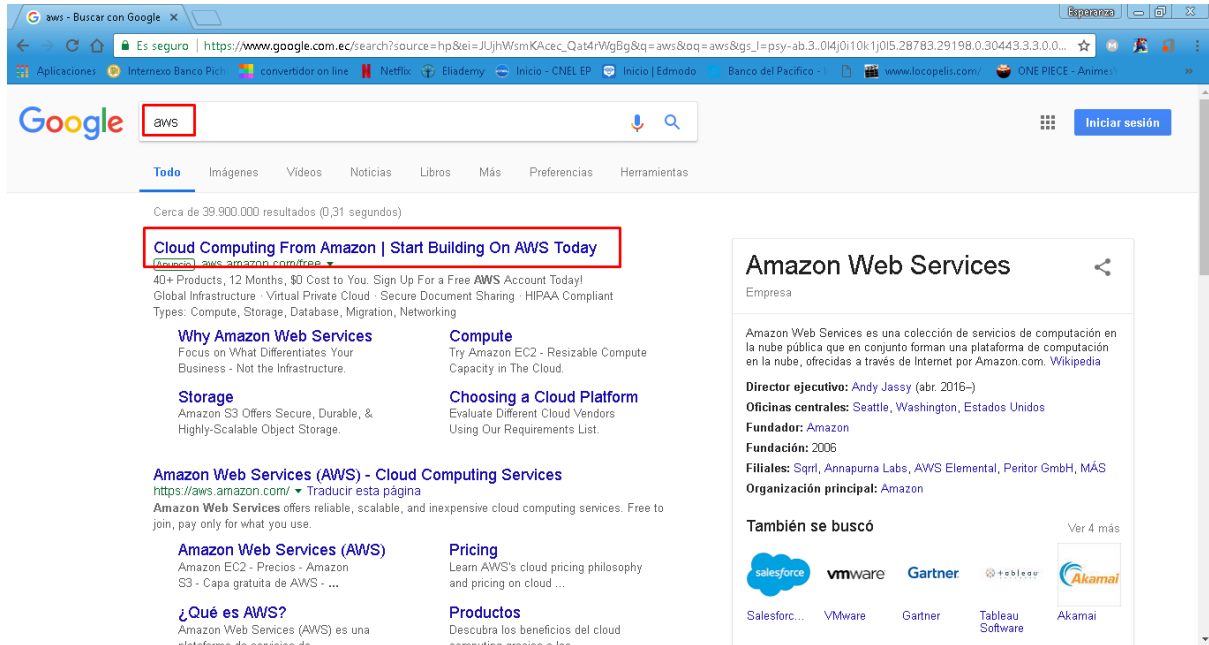 aws - Buscar con Google
Esperanza
Es seguro | https://www.google.com.ec/search?source=hp&ei=JUjhWsmKAcec_Qat4rWgBg&q=aws&oq=aws&gs_l=psy-ab.3..0l4j0i10k1j0l5.28783.29198.0.30443.3.3.0.0...
Aplicaciones Internexo Banco Pich convertidor on line Netflix Eliademy Inicio - CNEL EP Inicio | Edmodo Banco del Pacifico - www.locopelis.com/ ONE PIECE - Anime
Google
aws
Iniciar sesión
Todo Imágenes Vídeos Noticias Libros Más Preferencias Herramientas
Cerca de 39.900.000 resultados (0,31 segundos)
Cloud Computing From Amazon | Start Building On AWS Today
Anuncio aws.amazon.com/free
40+ Products, 12 Months, $0 Cost to You. Sign Up For a Free AWS Account Today!
Global Infrastructure · Virtual Private Cloud · Secure Document Sharing · HIPAA Compliant
Types: Compute, Storage, Database, Migration, Networking
Why Amazon Web Services
Focus on What Differentiates Your
Business - Not the Infrastructure.
Compute
Try Amazon EC2 - Resizable Compute
Capacity in The Cloud.
Storage
Amazon S3 Offers Secure, Durable, &
Highly-Scalable Object Storage.
Choosing a Cloud Platform
Evaluate Different Cloud Vendors
Using Our Requirements List.
Amazon Web Services (AWS) - Cloud Computing Services
https://aws.amazon.com/ Traducir esta página
Amazon Web Services offers reliable, scalable, and inexpensive cloud computing services. Free to
join, pay only for what you use.
Amazon Web Services (AWS)
Amazon EC2 - Precios - Amazon
S3 - Capa gratuita de AWS - ...
Pricing
Learn AWS's cloud pricing philosophy
and pricing on cloud ...
¿Qué es AWS?
Amazon Web Services (AWS) es una
plataforma de servicios de
Productos
Descubra los beneficios del cloud
computing gracias a los
Amazon Web Services
Empresa
Amazon Web Services es una colección de servicios de computación en
la nube pública que en conjunto forman una plataforma de computación
en la nube, ofrecidas a través de Internet por Amazon.com. Wikipedia
Director ejecutivo: Andy Jassy (abr. 2016–)
Oficinas centrales: Seattle, Washington, Estados Unidos
Fundador: Amazon
Fundación: 2006
Filiales: Sqrrl, Annapurna Labs, AWS Elemental, Peritor GmbH, MÁS
Organización principal: Amazon
También se buscó
Ver 4 más
salesforce vmware Gartner tableau Akamai
Salesforc... VMware Gartner Tableau Software Akamai